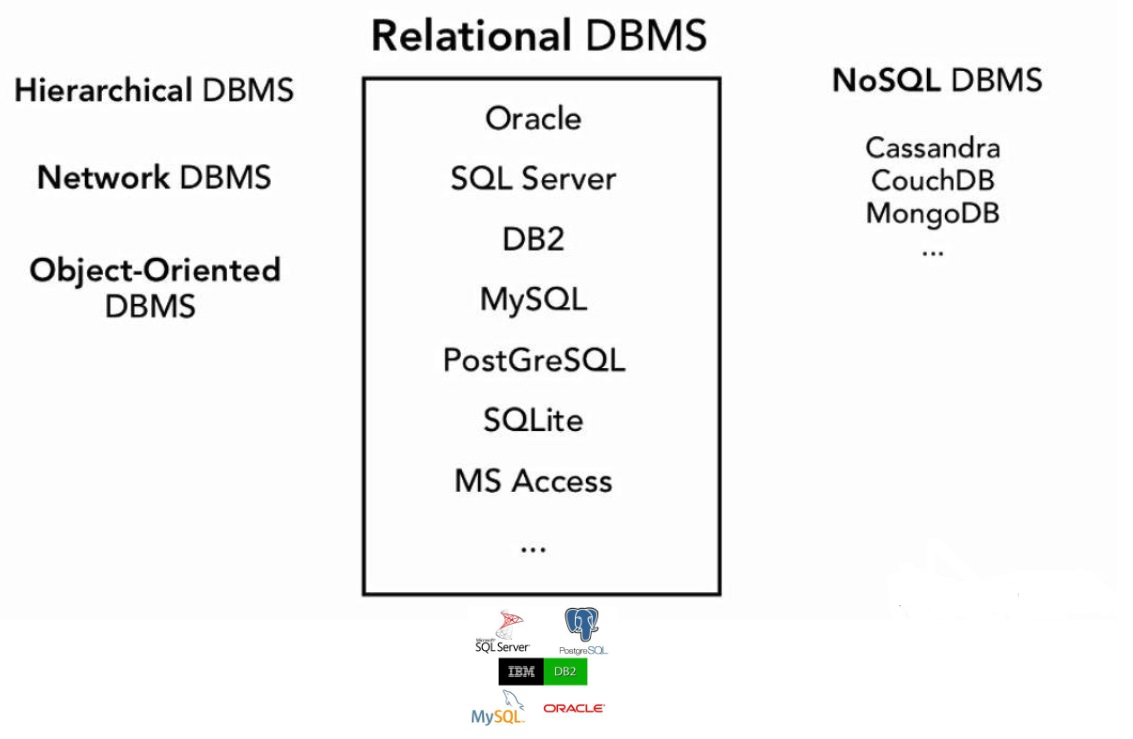 Relational DBMS
Hierarchical DBMS
Network DBMS
Object-Oriented
DBMS
Oracle
SQL Server
DB2
MySQL
PostGreSQL
SQLite
MS Access
...
NoSQL DBMS
Cassandra
CouchDB
MongoDB
...
Microsoft
SQL Server
PostgreSQL
IBM DB2
MySQL
ORACLE